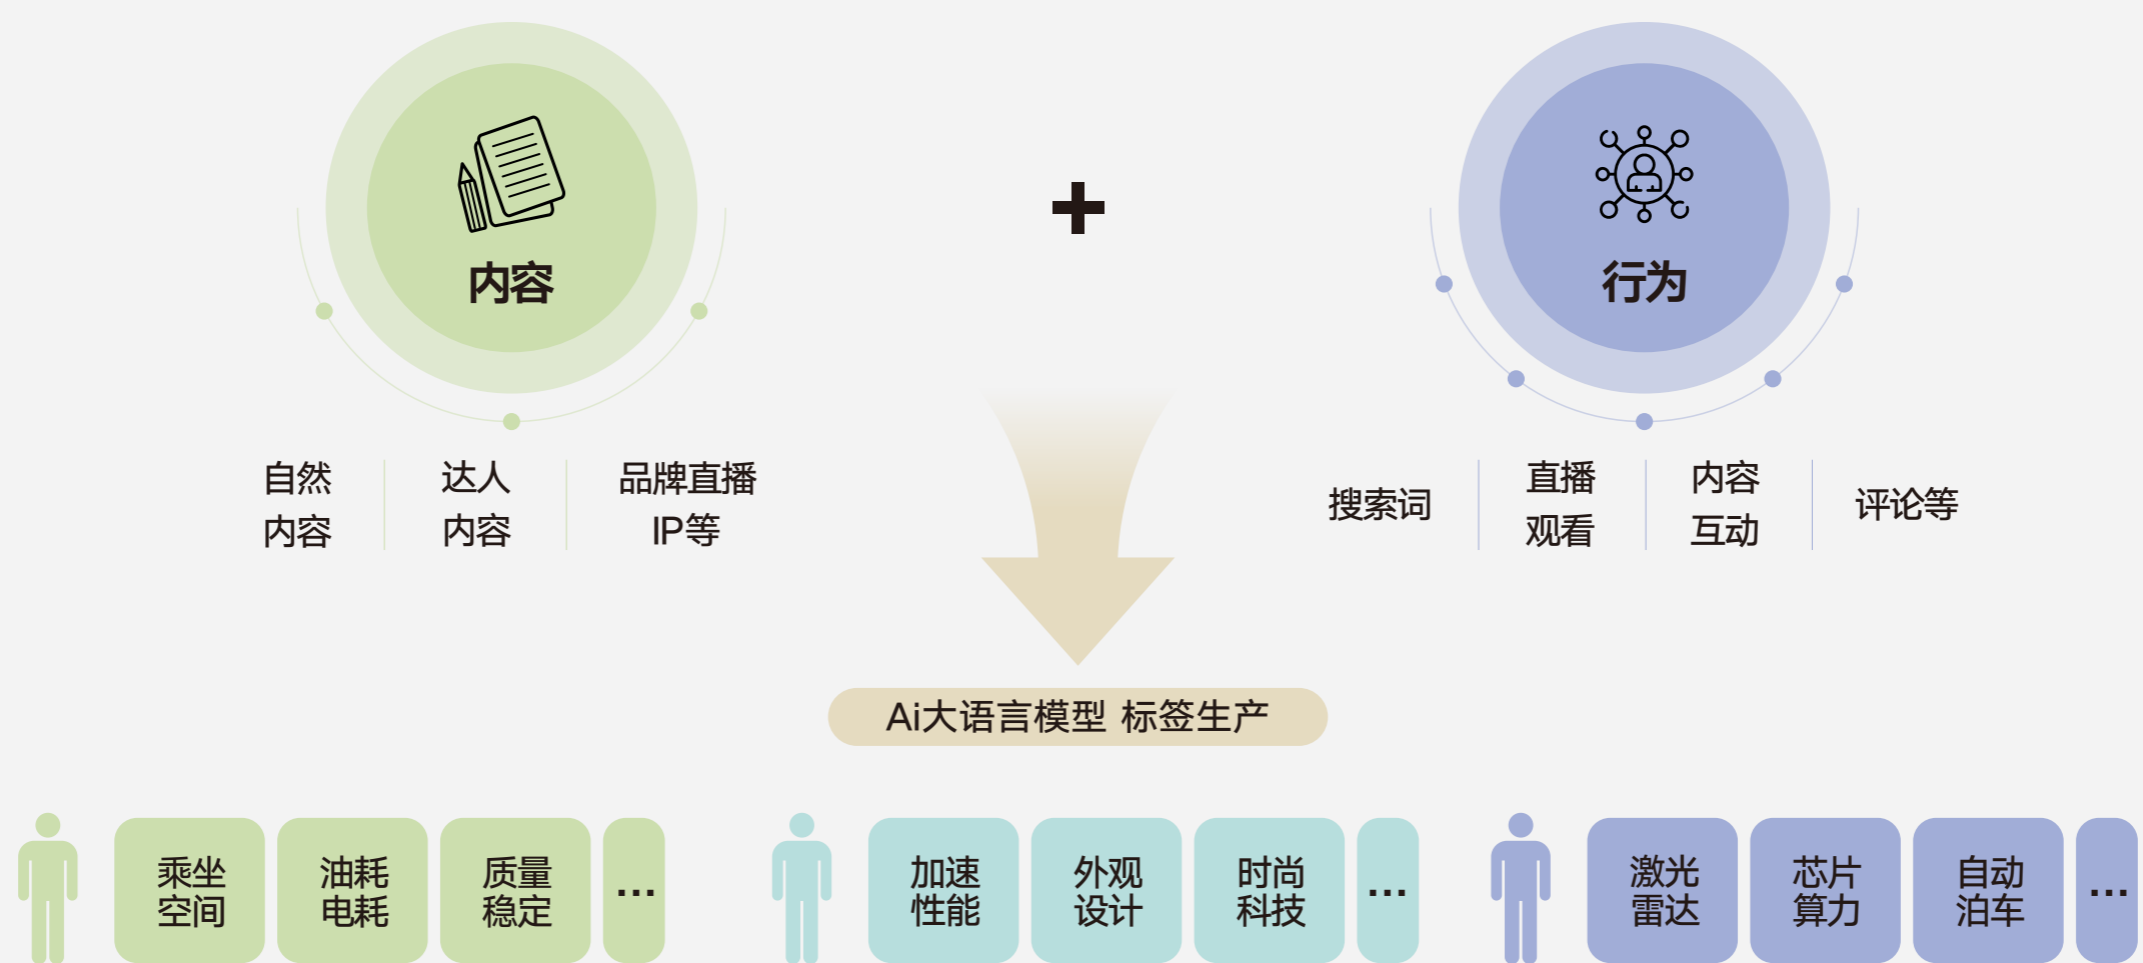 内容
+
行为
自然
内容
达人
内容
品牌直播
IP等
搜索词
直播
观看
内容
互动
评论等
Ai大语言模型 标签生产
乘坐
空间
油耗
电耗
质量
稳定
...
加速
性能
外观
设计
时尚
科技
...
激光
雷达
芯片
算力
自动
泊车
...